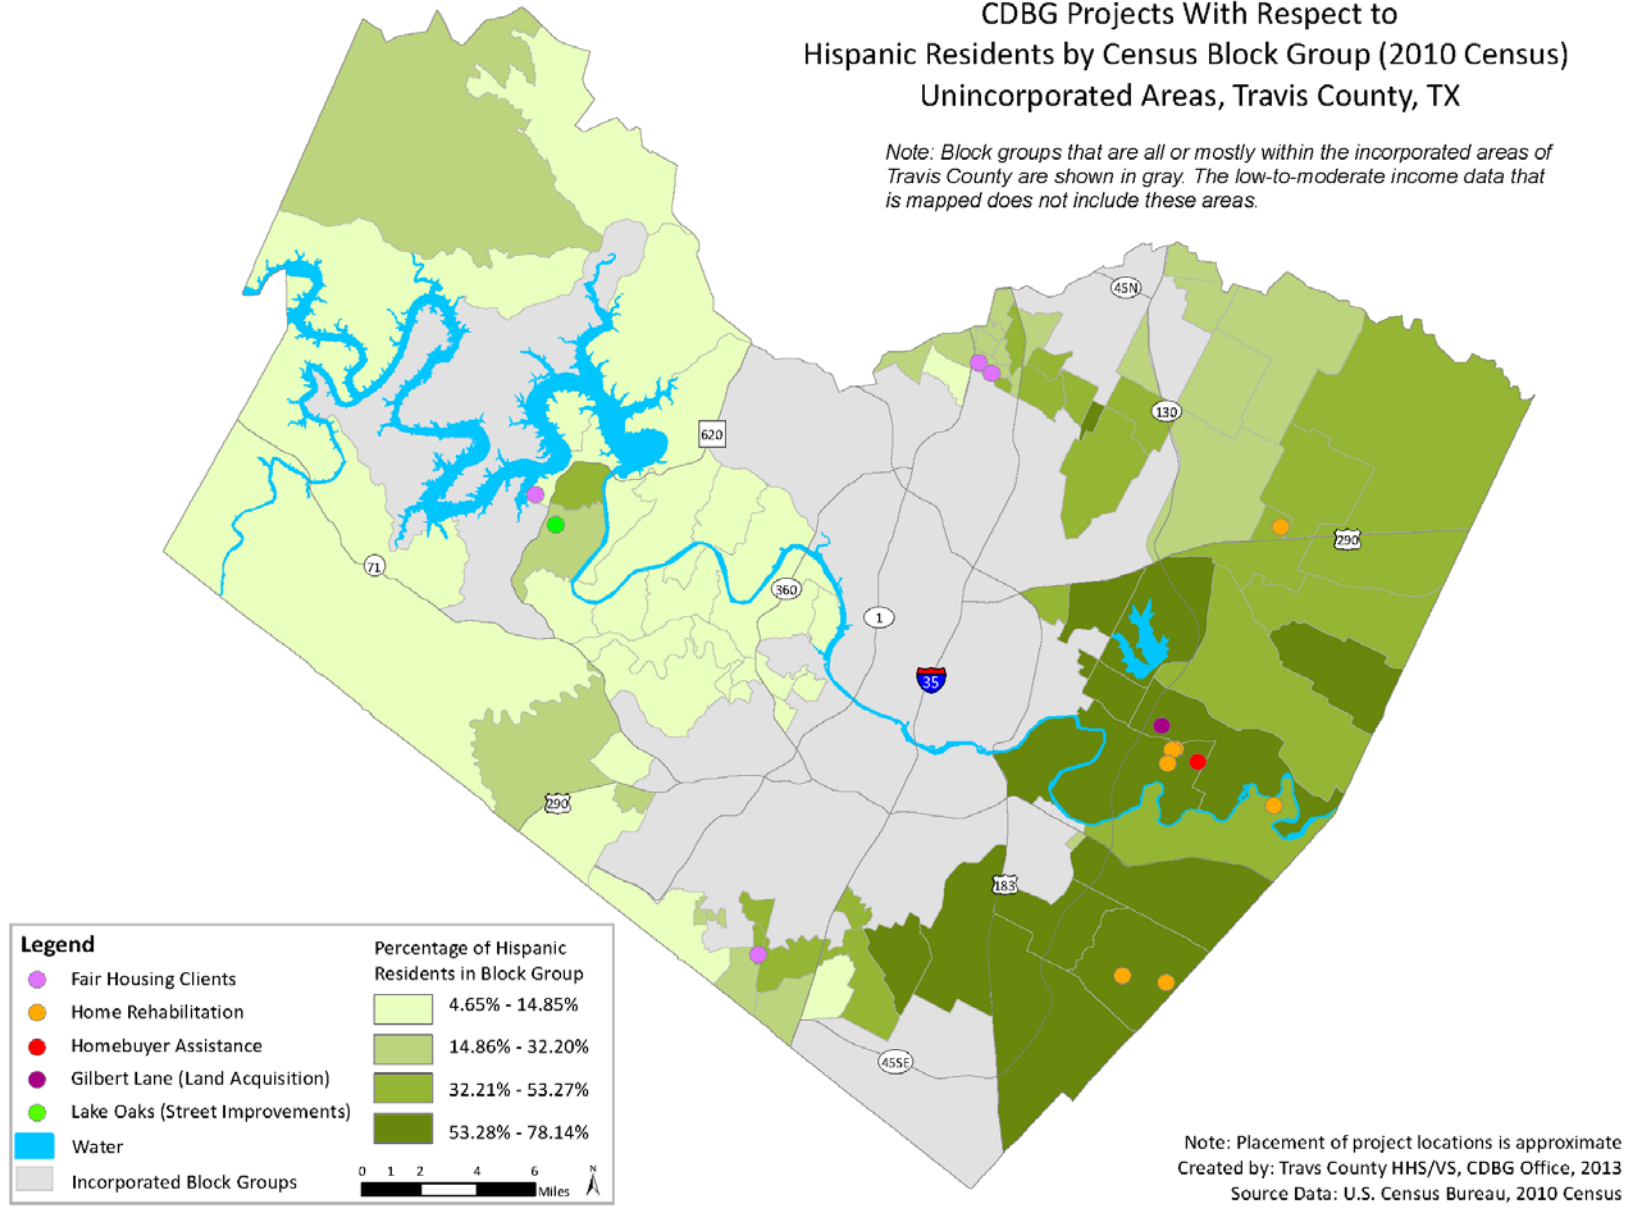 CDBG Projects With Respect to
Hispanic Residents by Census Block Group (2010 Census)
Unincorporated Areas, Travis County, TX
Note: Block groups that are all or mostly within the incorporated areas of
Travis County are shown in gray. The low-to-moderate income data that
is mapped does not include these areas.
45N
130
620
290
71
360
1
35
290
183
45SE
Legend
Fair Housing Clients
Home Rehabilitation
Homebuyer Assistance
Gilbert Lane (Land Acquisition)
Lake Oaks (Street Improvements)
Water
Incorporated Block Groups
Percentage of Hispanic
Residents in Block Group
4.65% - 14.85%
14.86% - 32.20%
32.21% - 53.27%
53.28% - 78.14%
0 1 2 4 6
Miles
N
Note: Placement of project locations is approximate
Created by: Travs County HHS/VS, CDBG Office, 2013
Source Data: U.S. Census Bureau, 2010 Census